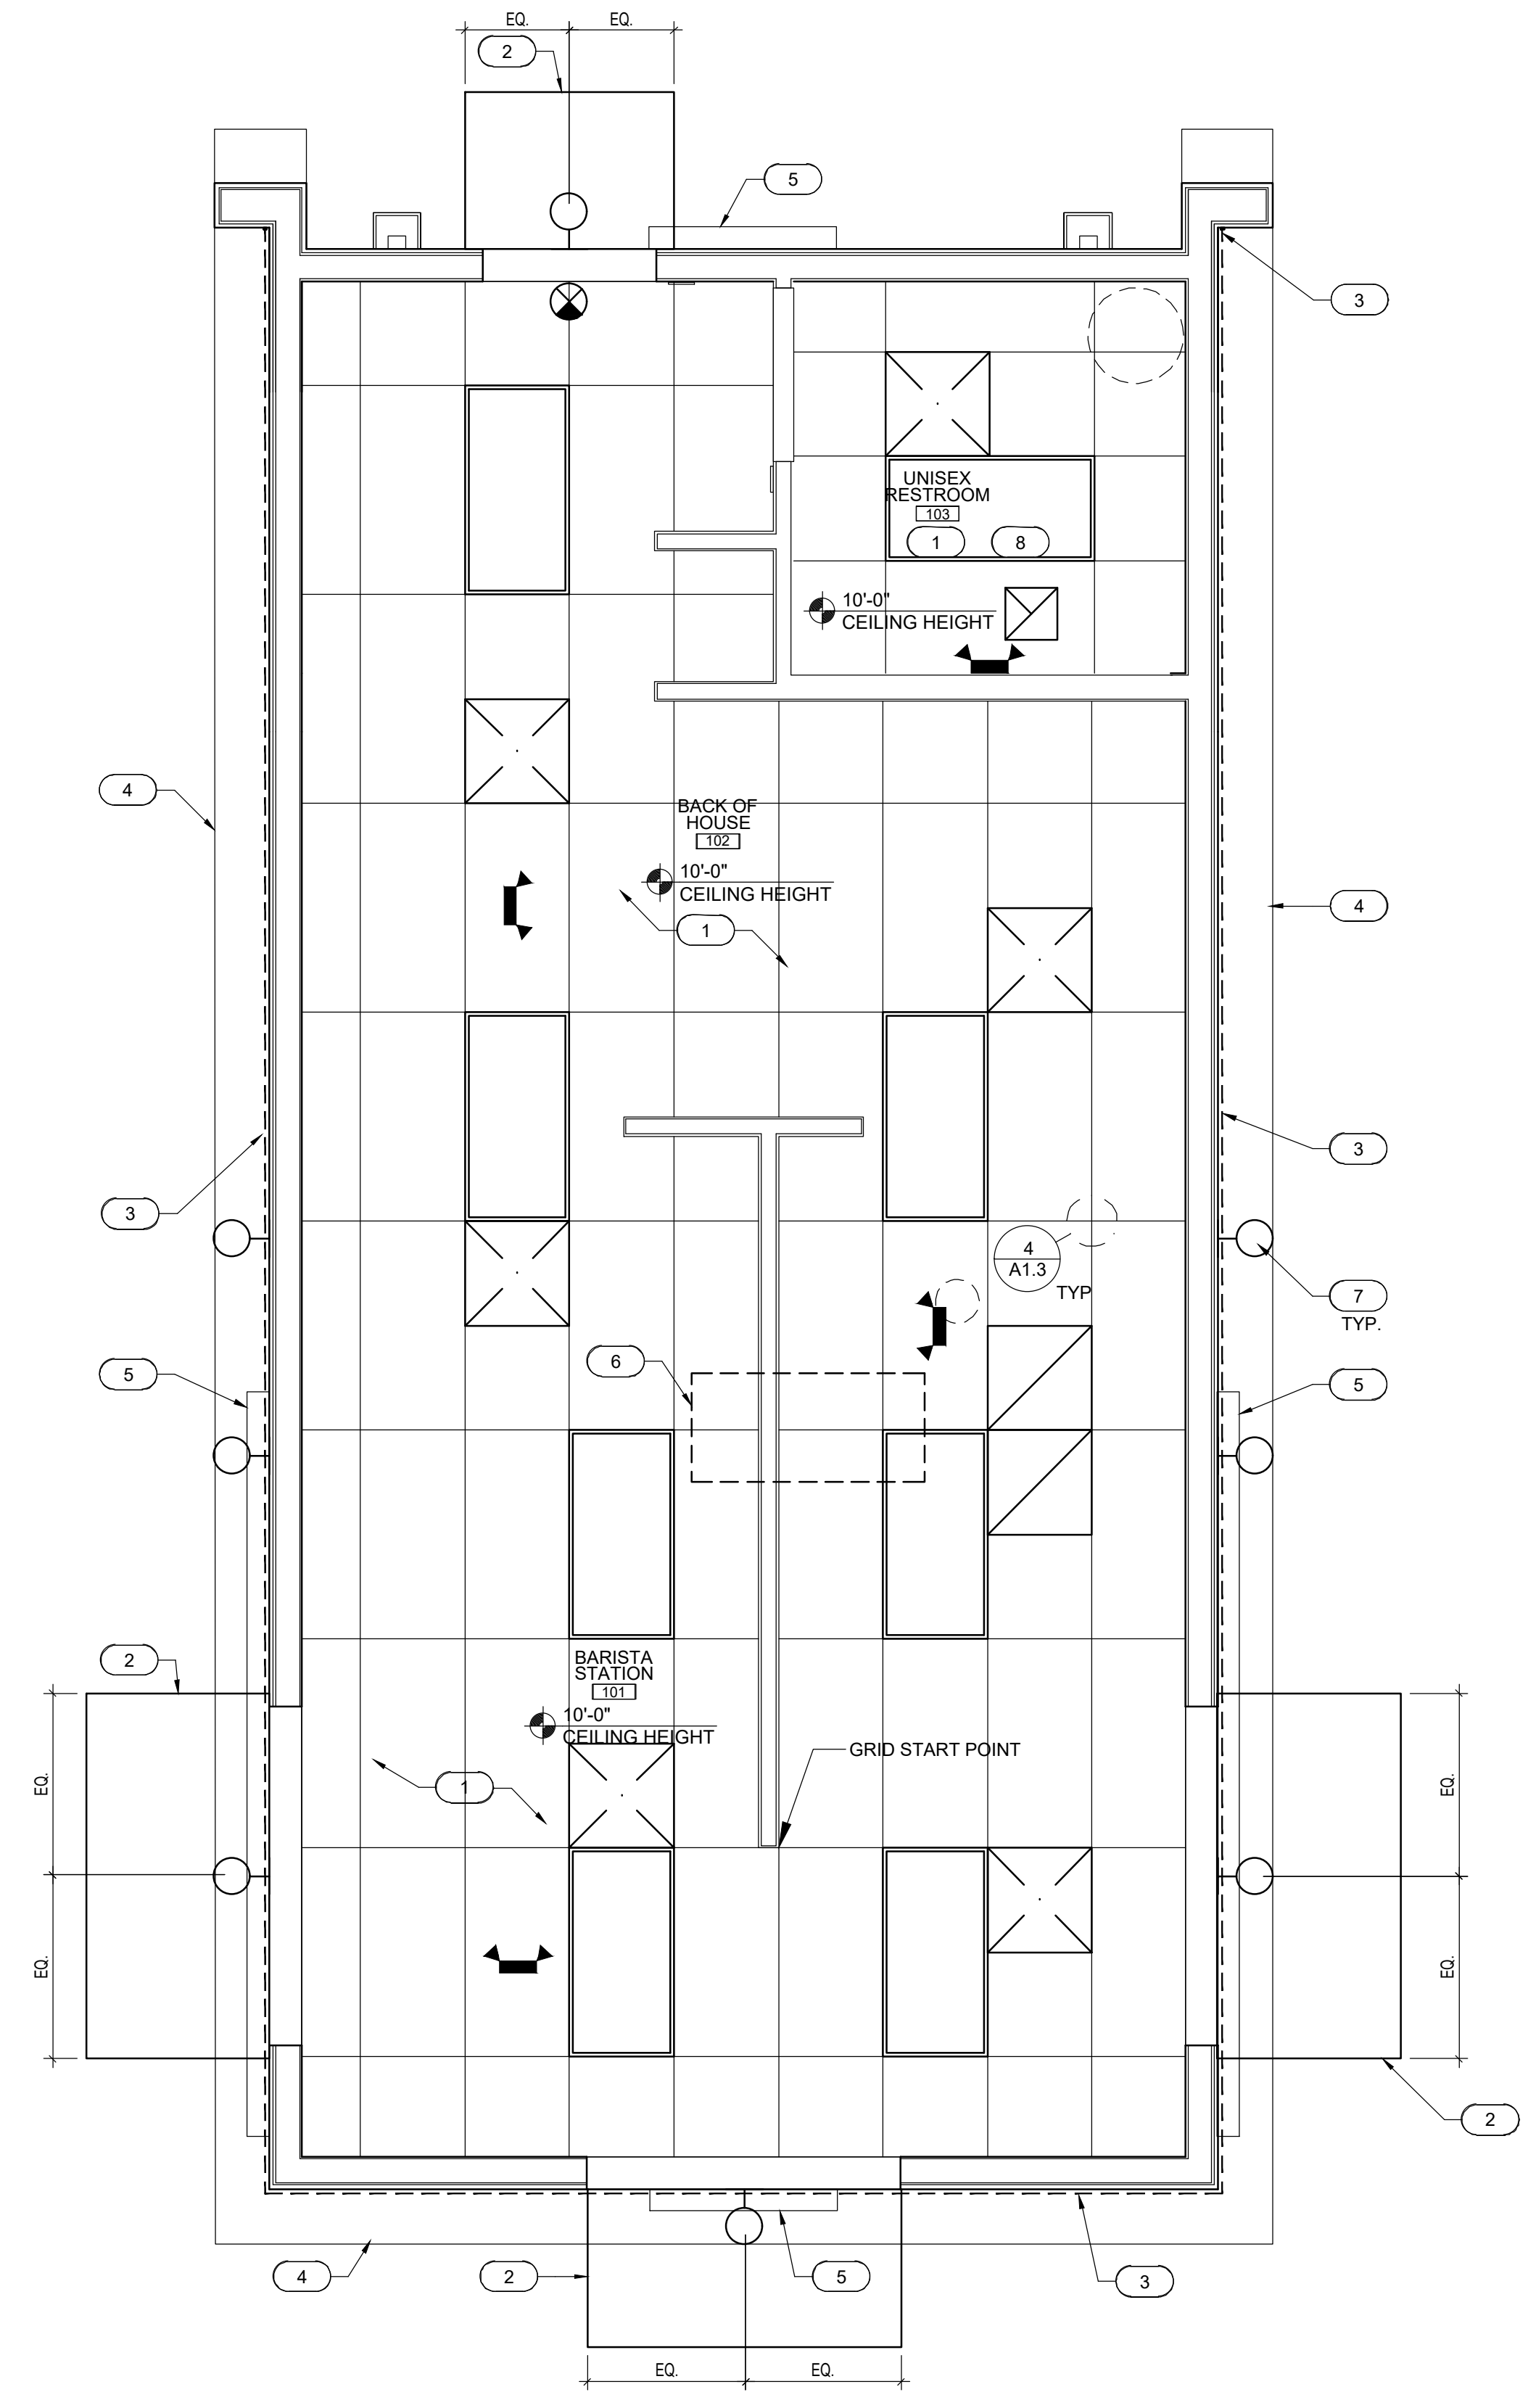 EQ. EQ.
2
5
3
UNISEX
RESTROOM
103
1 8
10'-0"
CEILING HEIGHT
4
BACK OF
HOUSE
102
10'-0"
CEILING HEIGHT
1
4
3
3
4
A1.3
TYP
7
TYP.
6
5
5
2
BARISTA
STATION
101
10'-0"
CEILING HEIGHT
GRID START POINT
1
EQ.
EQ.
EQ.
EQ.
2
4
2
5
3
EQ. EQ.